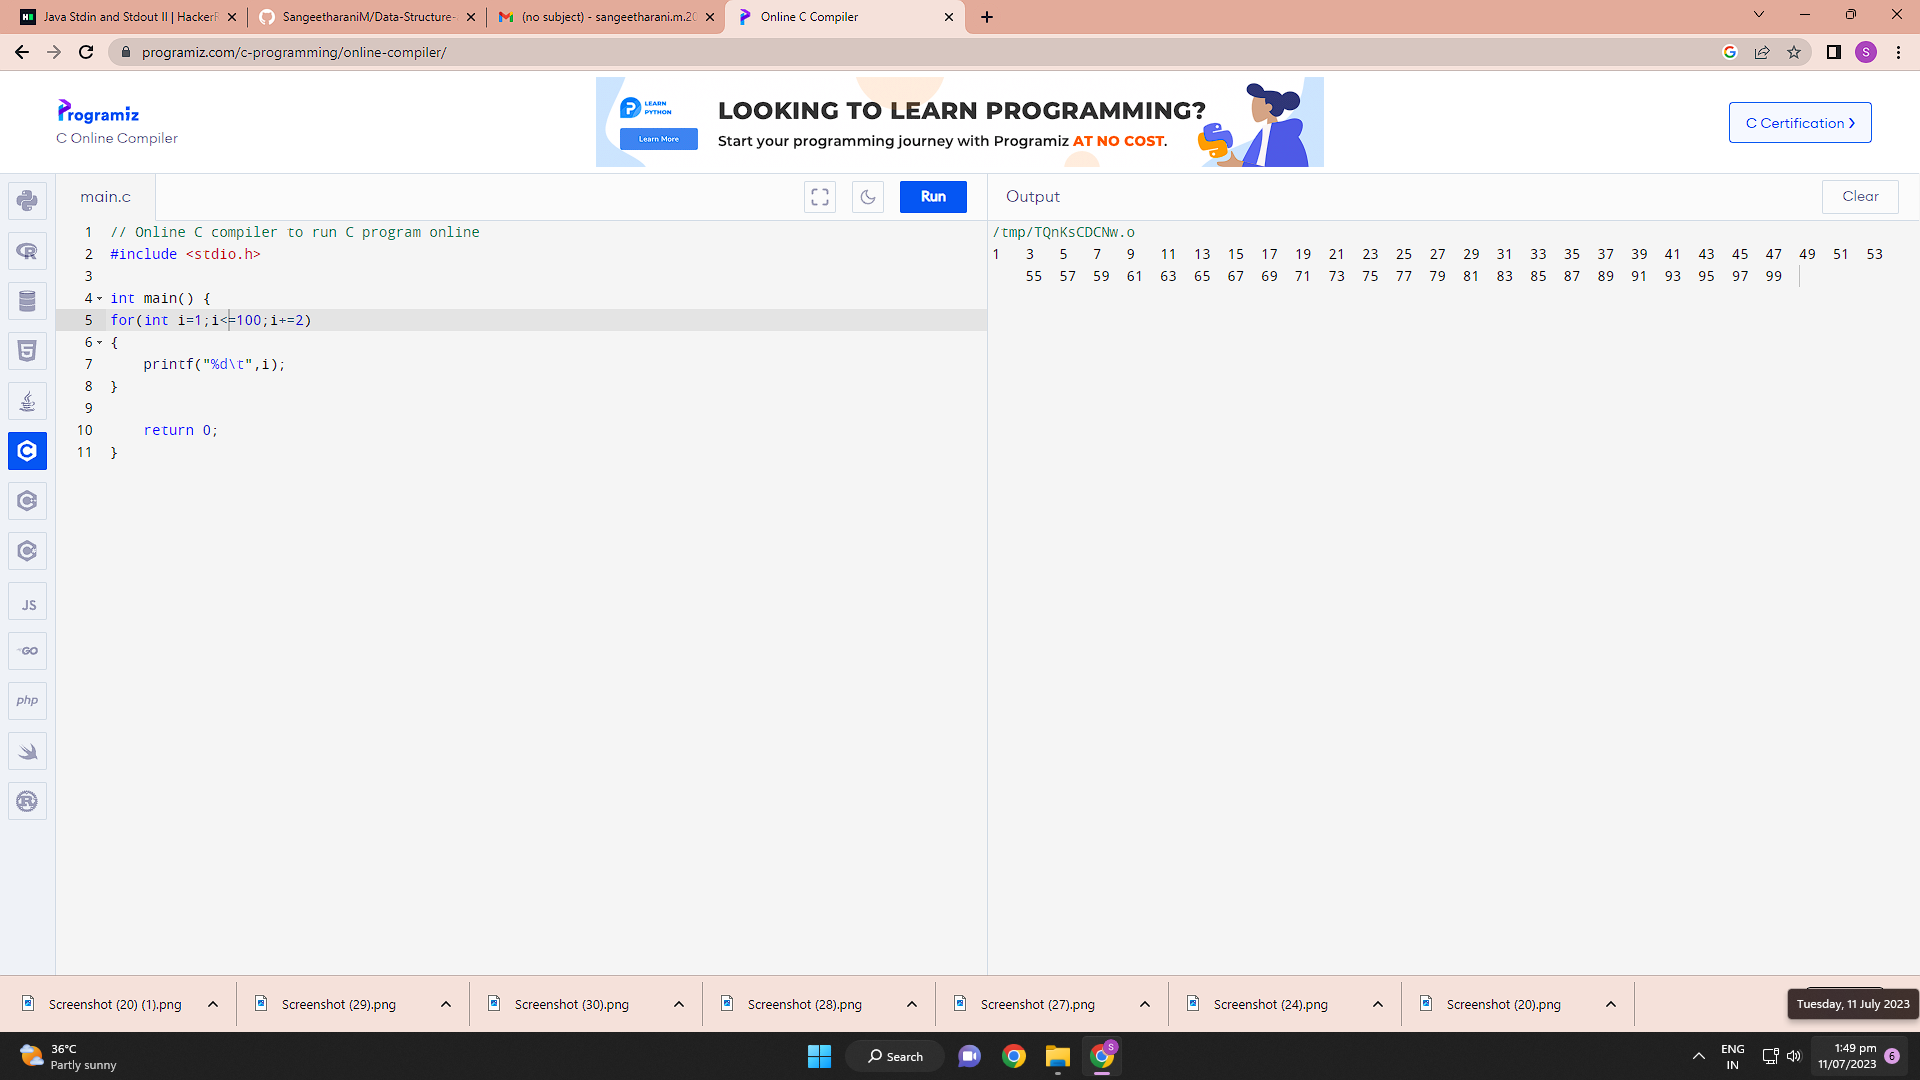 Java Stdin and Stdout II | Hacker
SangeetharaniM/Data-Structure-
(no subject) - sangeetharani.m.20
Online C Compiler
programiz.com/c-programming/online-compiler/
S
Programiz
C Online Compiler
LEARN
PYTHON
Learn More
LOOKING TO LEARN PROGRAMMING?
Start your programming journey with Programiz AT NO COST.
C Certification
main.c
Run
Output
Clear
1 // Online C compiler to run C program online
2 #include <stdio.h>
3
4 int main() {
5 for(int i=1;i<=100;i+=2)
6 {
7 printf("%d\t",i);
8 }
9
10 return 0;
11 }
/tmp/TQnKsCDCNw.o
1 3 5 7 9 11 13 15 17 19 21 23 25 27 29 31 33 35 37 39 41 43 45 47 49 51 53
55 57 59 61 63 65 67 69 71 73 75 77 79 81 83 85 87 89 91 93 95 97 99
JS
GO
php
Screenshot (20) (1).png
Screenshot (29).png
Screenshot (30).png
Screenshot (28).png
Screenshot (27).png
Screenshot (24).png
Screenshot (20).png
Tuesday, 11 July 2023
36°C
Partly sunny
Search
S
ENG
IN
1:49 pm
11/07/2023
6